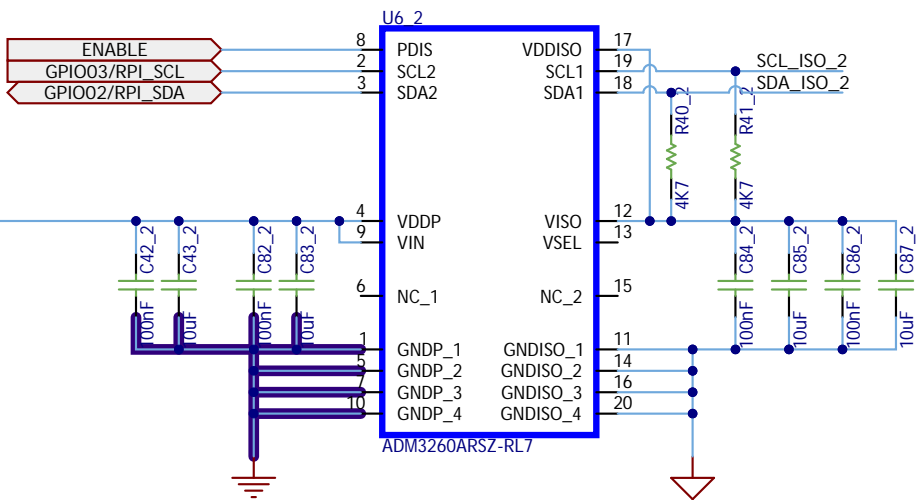 U6_2
ENABLE
8
PDIS
VDDISO
17
GPIO03/RPI_SCL
2
SCL2
SCL1
19
SCL_ISO_2
GPIO02/RPI_SDA
3
SDA2
SDA1
18
SDA_ISO_2
R40_2
4K7
R41_2
4K7
4
VDDP
VISO
12
9
VIN
VSEL
13
C42_2
100nF
C43_2
10uF
C82_2
100nF
C83_2
10uF
C84_2
100nF
C85_2
10uF
C86_2
100nF
C87_2
10uF
6
NC_1
NC_2
15
1
GNDP_1
GNDISO_1
11
5
GNDP_2
GNDISO_2
14
7
GNDP_3
GNDISO_3
16
10
GNDP_4
GNDISO_4
20
ADM3260ARSZ-RL7